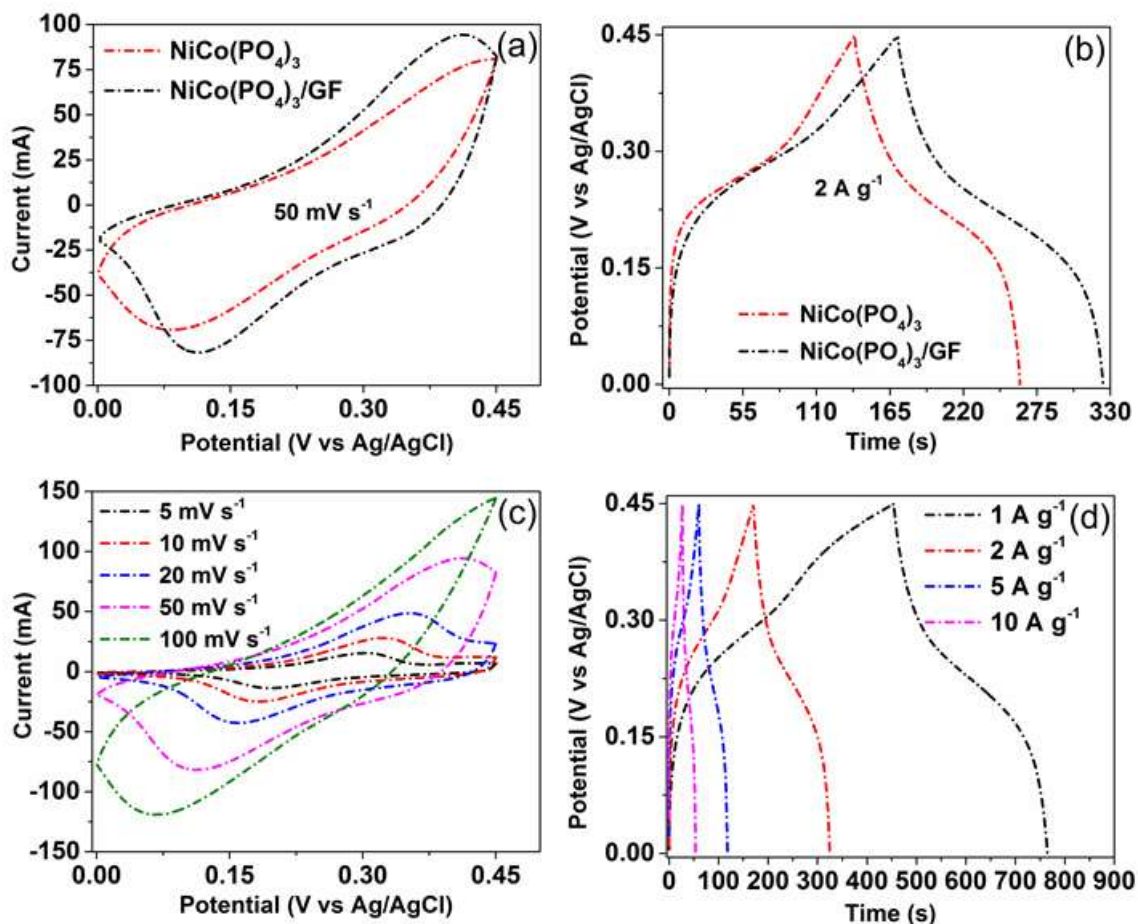 (a)
NiCo(PO₄)₃
NiCo(PO₄)₃/GF
50 mV s⁻¹
100
75
50
25
0
-25
-50
-75
-100
Current (mA)
0.00 0.15 0.30 0.45
Potential (V vs Ag/AgCl)
(b)
2 A g⁻¹
NiCo(PO₄)₃
NiCo(PO₄)₃/GF
0.45
0.30
0.15
0.00
Potential (V vs Ag/AgCl)
0 55 110 165 220 275 330
Time (s)
(c)
5 mV s⁻¹
10 mV s⁻¹
20 mV s⁻¹
50 mV s⁻¹
100 mV s⁻¹
150
100
50
0
-50
-100
-150
Current (mA)
0.00 0.15 0.30 0.45
Potential (V vs Ag/AgCl)
(d)
1 A g⁻¹
2 A g⁻¹
5 A g⁻¹
10 A g⁻¹
0.45
0.30
0.15
0.00
Potential (V vs Ag/AgCl)
0 100 200 300 400 500 600 700 800 900
Time (s)